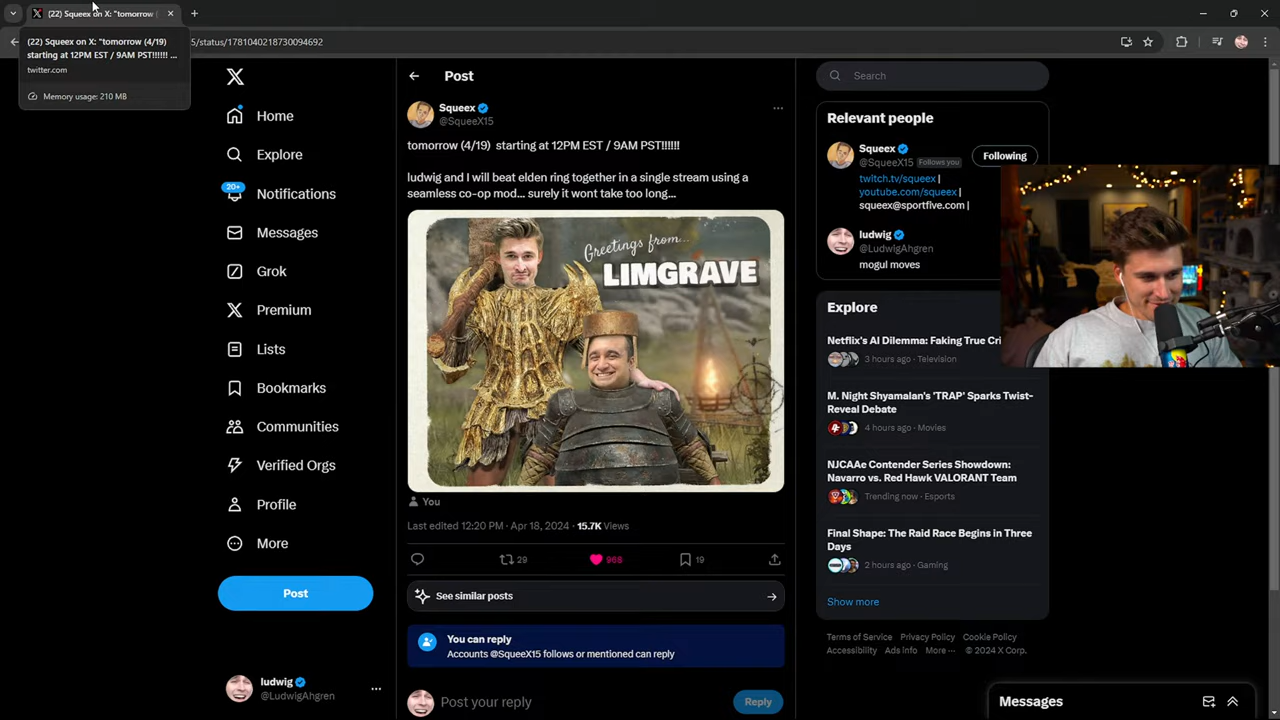 (22) Squeex on X: "tomorrow (
(22) Squeex on X: "tomorrow (4/19)
starting at 12PM EST / 9AM PST!!!!!! ...
twitter.com
Memory usage: 210 MB
5/status/1781040218730094692
Home
Explore
20+
Notifications
Messages
Grok
Premium
Lists
Bookmarks
Communities
Verified Orgs
Profile
More
Post
ludwig
@LudwigAhgren
Post
Squeex
@SqueeX15
tomorrow (4/19) starting at 12PM EST / 9AM PST!!!!!!
ludwig and I will beat elden ring together in a single stream using a
seamless co-op mod... surely it wont take too long...
Greetings from...
LIMGRAVE
You
Last edited 12:20 PM · Apr 18, 2024 · 15.7K Views
29
968
19
See similar posts
You can reply
Accounts @SqueeX15 follows or mentioned can reply
Post your reply
Reply
Search
Relevant people
Squeex
@SqueeX15 Follows you
Following
twitch.tv/squeex |
youtube.com/squeex |
squeex@sportfive.com |
ludwig
@LudwigAhgren
mogul moves
Explore
Netflix's AI Dilemma: Faking True Cri
3 hours ago · Television
M. Night Shyamalan's 'TRAP' Sparks Twist-
Reveal Debate
4 hours ago · Movies
NJCAAe Contender Series Showdown:
Navarro vs. Red Hawk VALORANT Team
Trending now · Esports
Final Shape: The Raid Race Begins in Three
Days
2 hours ago · Gaming
Show more
Terms of Service Privacy Policy Cookie Policy
Accessibility Ads info More ··· © 2024 X Corp.
Messages